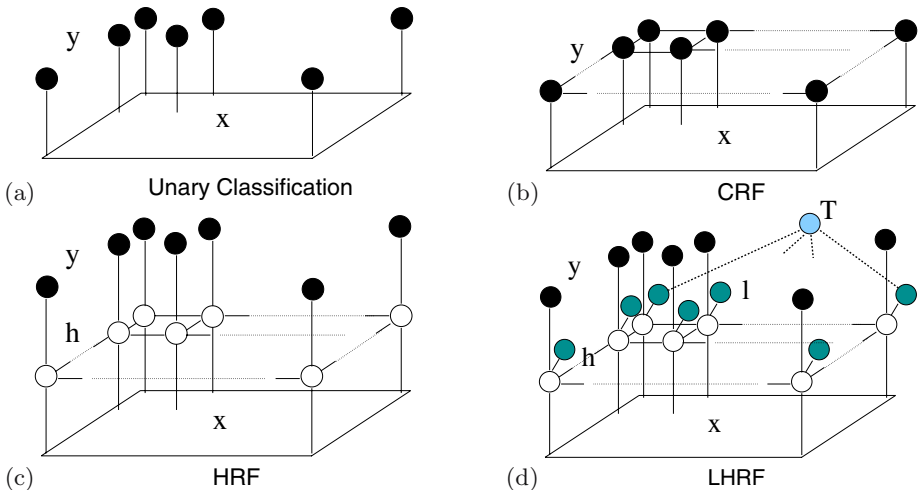 y
x
(a)
Unary Classification
y
x
(b)
CRF
y
h
x
(c)
HRF
T
y
l
h
x
(d)
LHRF